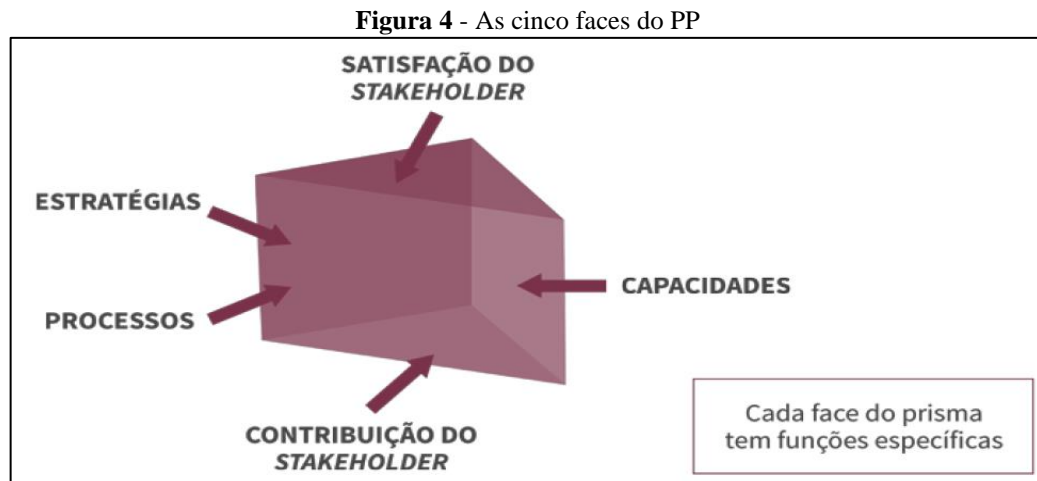 Figura 4 - As cinco faces do PP
SATISFAÇÃO DO
STAKEHOLDER
ESTRATÉGIAS
PROCESSOS
CAPACIDADES
CONTRIBUIÇÃO DO
STAKEHOLDER
Cada face do prisma
tem funções específicas